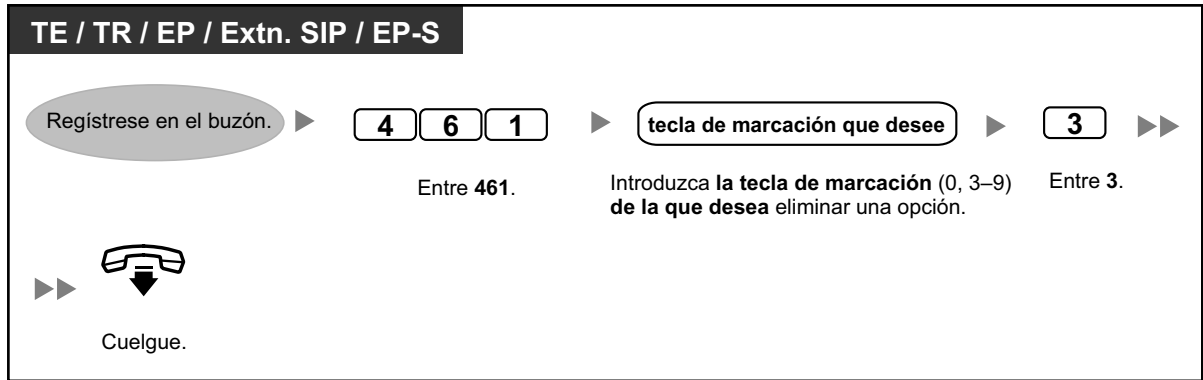 TE / TR / EP / Extn. SIP / EP-S
Regístrese en el buzón.
4 6 1
tecla de marcación que desee
3
Entre 461.
Introduzca la tecla de marcación (0, 3–9)
de la que desea eliminar una opción.
Entre 3.
Cuelgue.